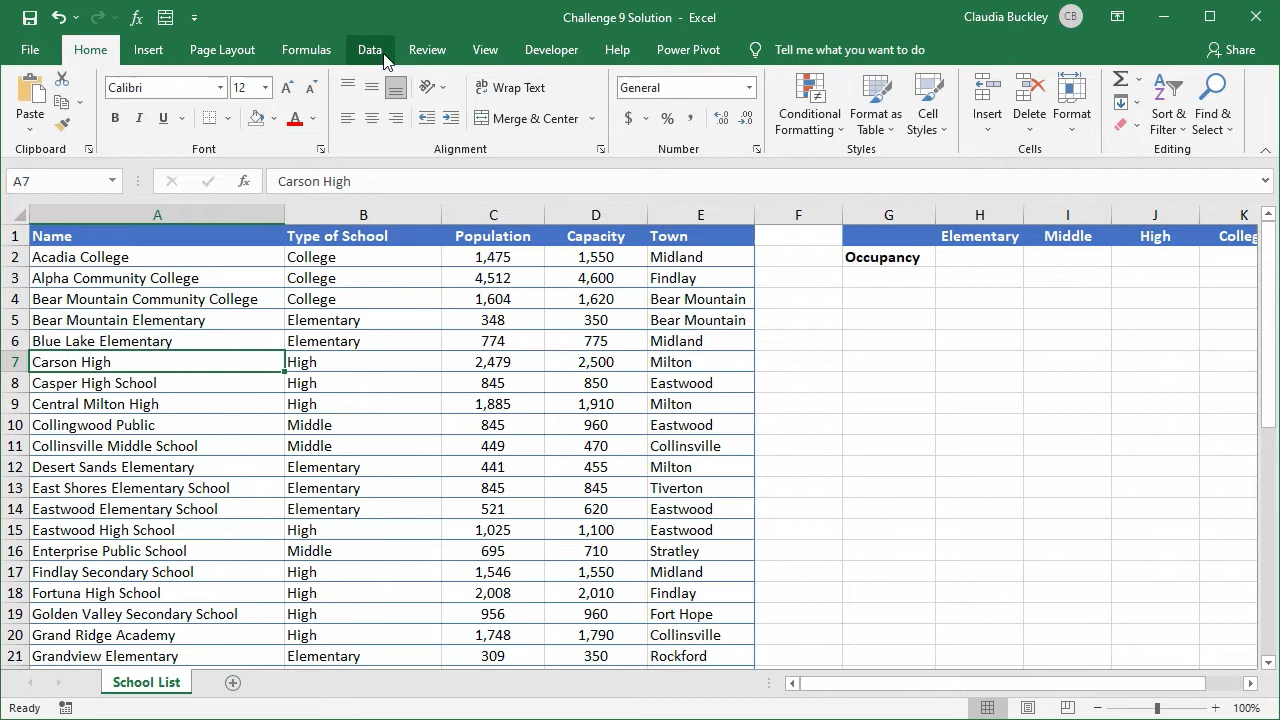 Challenge 9 Solution - Excel
Claudia Buckley CB
File Home Insert Page Layout Formulas Data Review View Developer Help Power Pivot Tell me what you want to do Share
Paste
Calibri 12
Wrap Text
Merge & Center
General
Conditional Formatting
Format as Table
Cell Styles
Insert Delete Format
Sort & Filter
Find & Select
Clipboard Font Alignment Number Styles Cells Editing
A7 fx Carson High
A B C D E F G H I J K
1 Name Type of School Population Capacity Town Elementary Middle High Colleg
2 Acadia College College 1,475 1,550 Midland Occupancy
3 Alpha Community College College 4,512 4,600 Findlay
4 Bear Mountain Community College College 1,604 1,620 Bear Mountain
5 Bear Mountain Elementary Elementary 348 350 Bear Mountain
6 Blue Lake Elementary Elementary 774 775 Midland
7 Carson High High 2,479 2,500 Milton
8 Casper High School High 845 850 Eastwood
9 Central Milton High High 1,885 1,910 Milton
10 Collingwood Public Middle 845 960 Eastwood
11 Collinsville Middle School Middle 449 470 Collinsville
12 Desert Sands Elementary Elementary 441 455 Milton
13 East Shores Elementary School Elementary 845 845 Tiverton
14 Eastwood Elementary School Elementary 521 620 Eastwood
15 Eastwood High School High 1,025 1,100 Eastwood
16 Enterprise Public School Middle 695 710 Stratley
17 Findlay Secondary School High 1,546 1,550 Midland
18 Fortuna High School High 2,008 2,010 Findlay
19 Golden Valley Secondary School High 956 960 Fort Hope
20 Grand Ridge Academy High 1,748 1,790 Collinsville
21 Grandview Elementary Elementary 309 350 Rockford
School List
Ready 100%